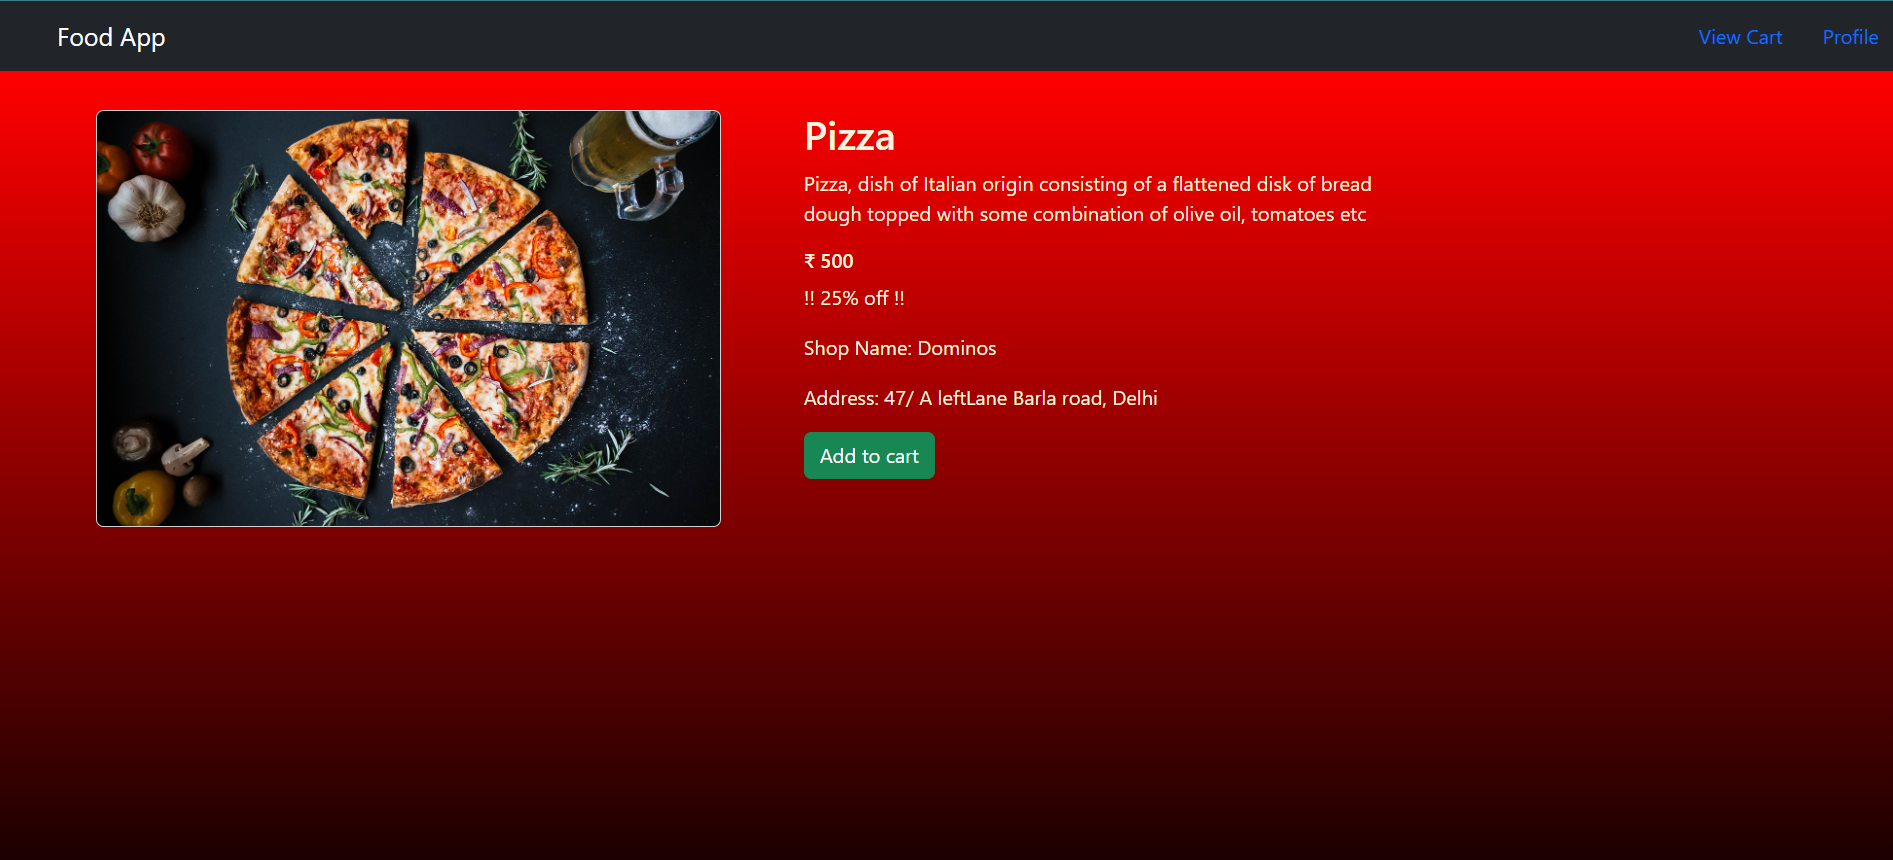 Food App
View Cart
Profile
Pizza
Pizza, dish of Italian origin consisting of a flattened disk of bread
dough topped with some combination of olive oil, tomatoes etc
₹ 500
!! 25% off !!
Shop Name: Dominos
Address: 47/ A leftLane Barla road, Delhi
Add to cart